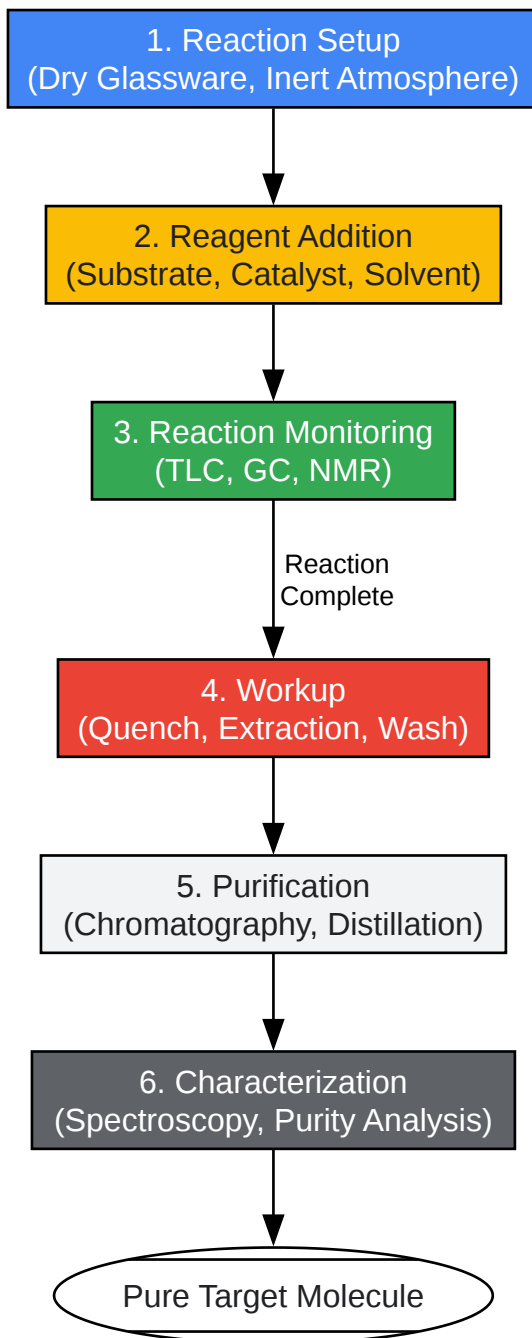 1. Reaction Setup
(Dry Glassware, Inert Atmosphere)
2. Reagent Addition
(Substrate, Catalyst, Solvent)
3. Reaction Monitoring
(TLC, GC, NMR)
Reaction
Complete
4. Workup
(Quench, Extraction, Wash)
5. Purification
(Chromatography, Distillation)
6. Characterization
(Spectroscopy, Purity Analysis)
Pure Target Molecule